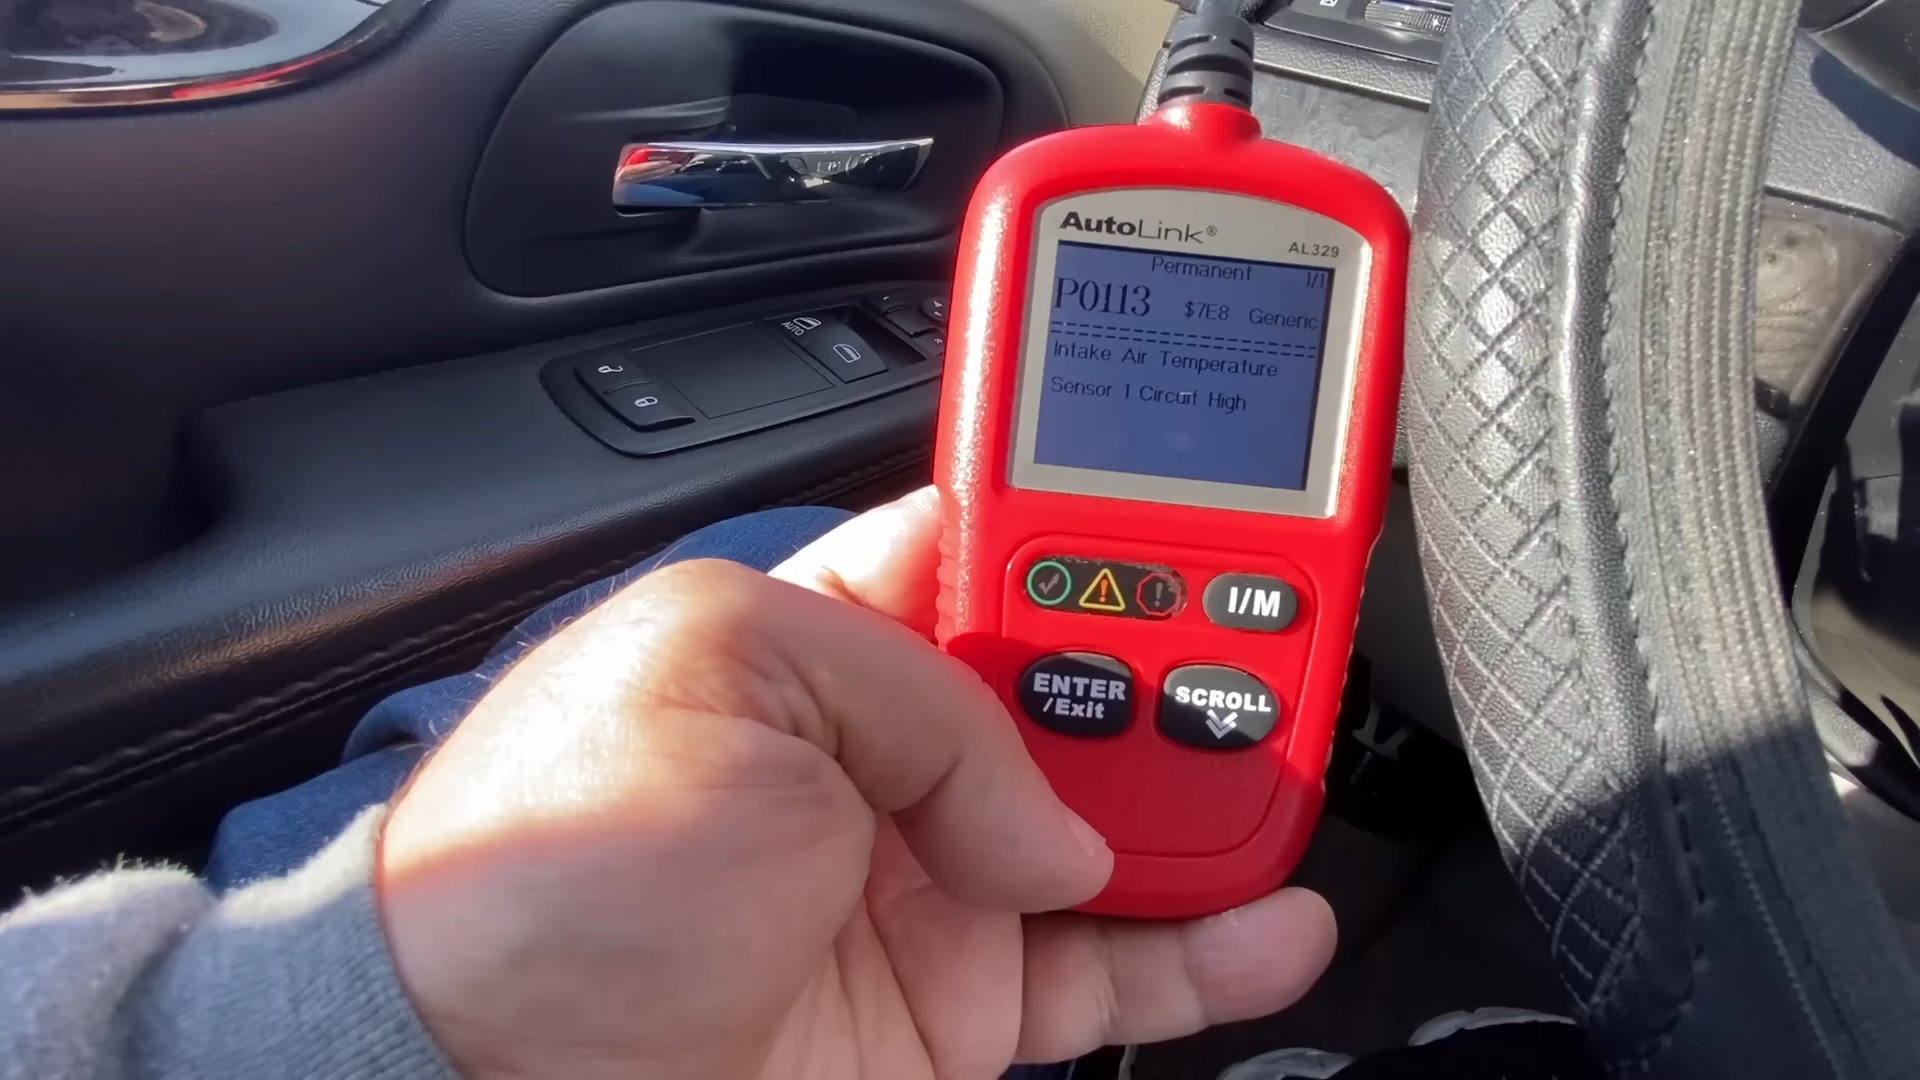 AutoLink®
AL329
Permanent 1/1
P0113 $7E8 Generic
Intake Air Temperature
Sensor 1 Circuit High
I/M
ENTER
/Exit
SCROLL
AUTO